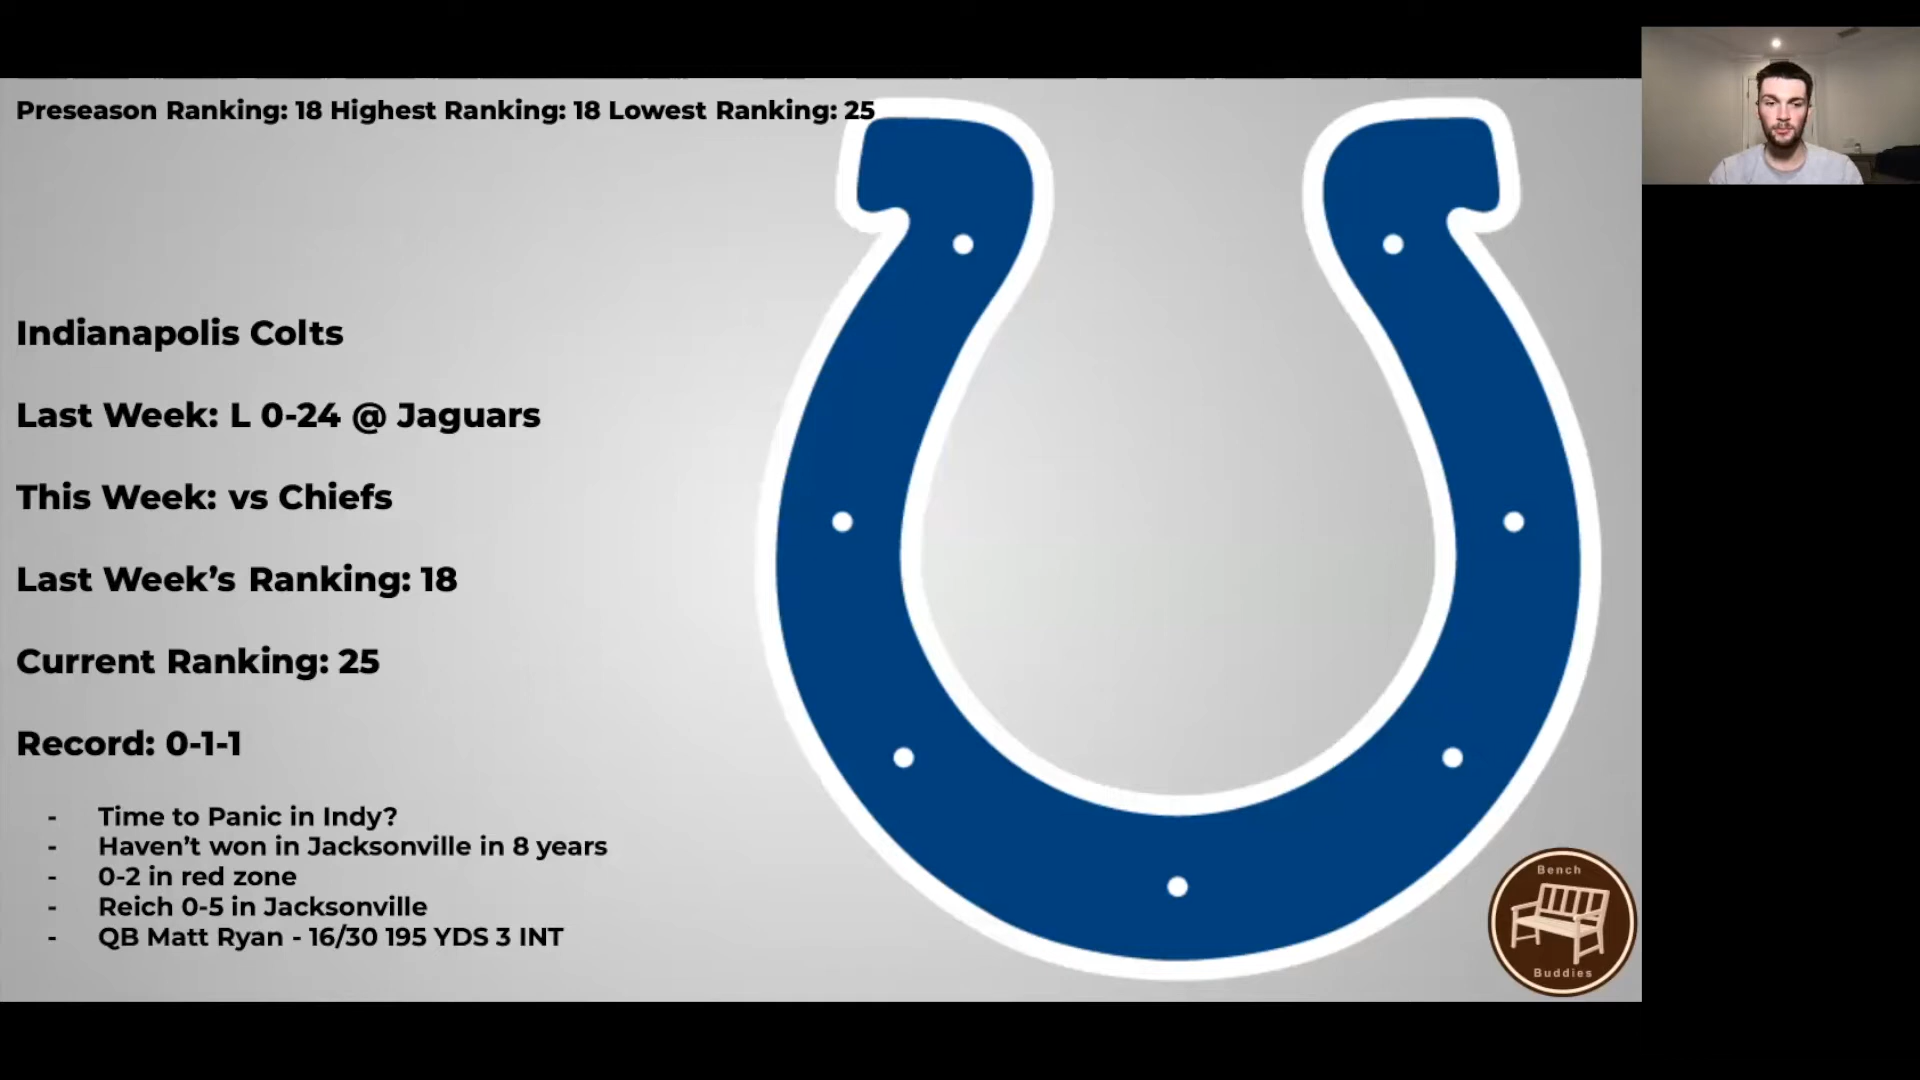 Preseason Ranking: 18 Highest Ranking: 18 Lowest Ranking: 25
Indianapolis Colts
Last Week: L 0-24 @ Jaguars
This Week: vs Chiefs
Last Week’s Ranking: 18
Current Ranking: 25
Record: 0-1-1
- Time to Panic in Indy?
- Haven’t won in Jacksonville in 8 years
- 0-2 in red zone
- Reich 0-5 in Jacksonville
- QB Matt Ryan - 16/30 195 YDS 3 INT
Bench
Buddies